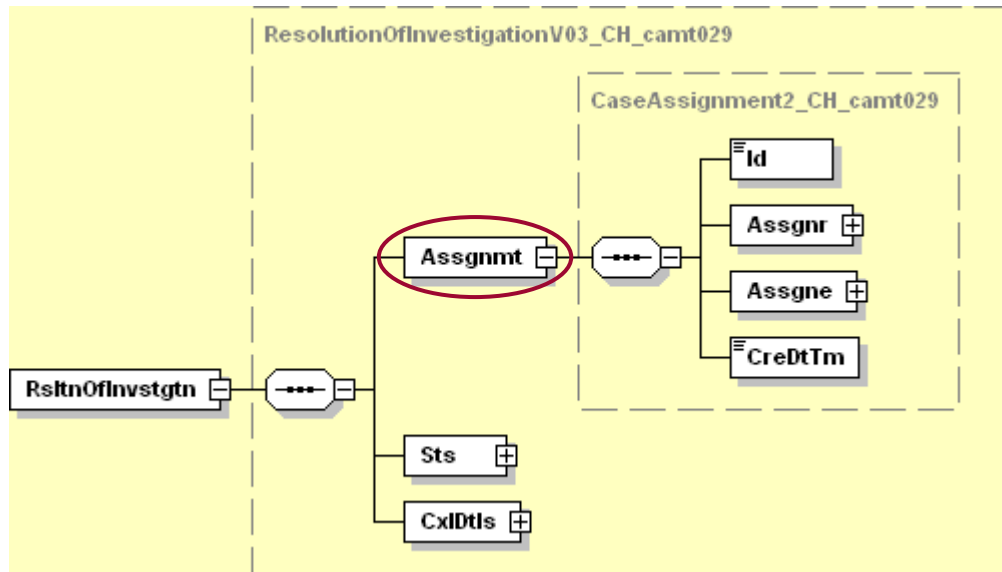 ResolutionOfInvestigationV03_CH_camt029
CaseAssignment2_CH_camt029
Id
Assgnr
Assgnmt
Assgne
CreDtTm
RsltnOfInvstgtn
Sts
CxlDtls